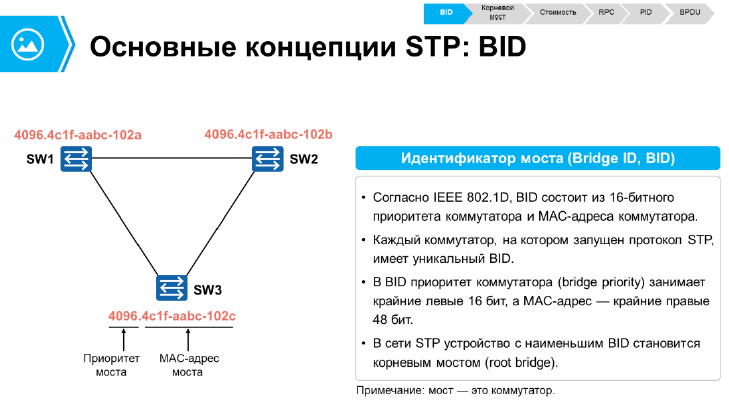 BID
Корневой
мост
Стоимость
RPC
PID
BPDU
Основные концепции STP: BID
4096.4c1f-aabc-102a
4096.4c1f-aabc-102b
SW1
SW2
SW3
4096.4c1f-aabc-102c
Приоритет
моста
MAC-адрес
моста
Идентификатор моста (Bridge ID, BID)
• Согласно IEEE 802.1D, BID состоит из 16-битного
приоритета коммутатора и MAC-адреса коммутатора.
• Каждый коммутатор, на котором запущен протокол STP,
имеет уникальный BID.
• В BID приоритет коммутатора (bridge priority) занимает
крайние левые 16 бит, а MAC-адрес — крайние правые
48 бит.
• В сети STP устройство с наименьшим BID становится
корневым мостом (root bridge).
Примечание: мост — это коммутатор.